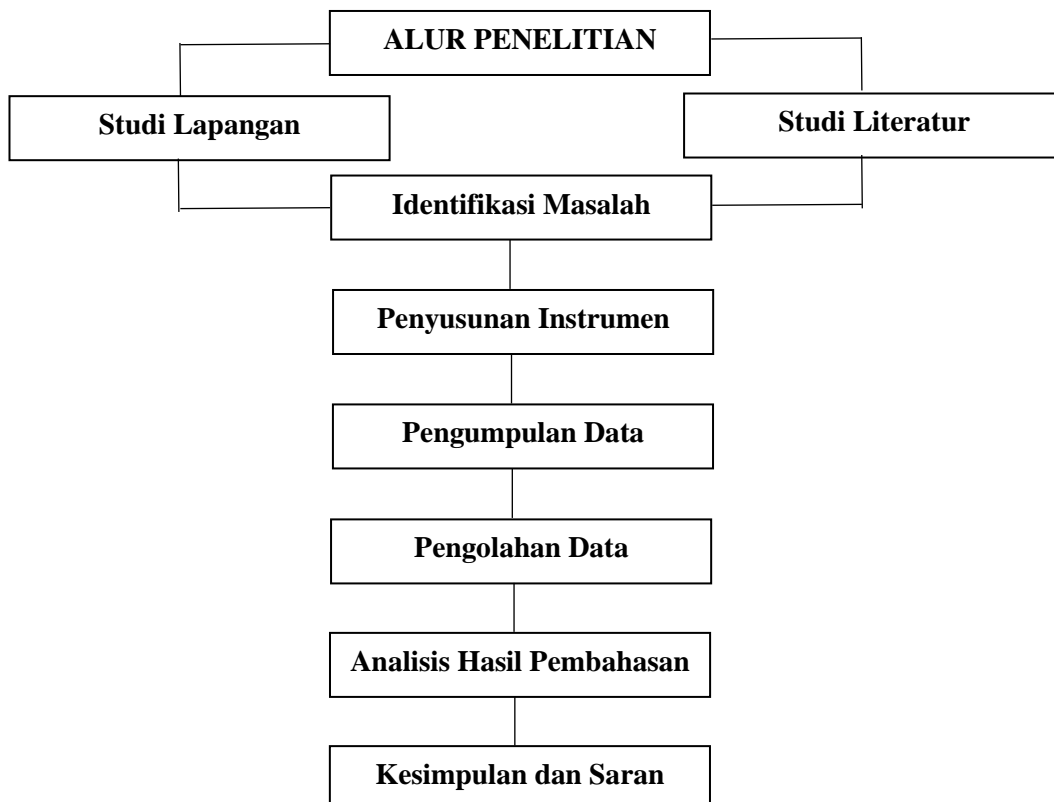 ALUR PENELITIAN
Studi Lapangan
Studi Literatur
Identifikasi Masalah
Penyusunan Instrumen
Pengumpulan Data
Pengolahan Data
Analisis Hasil Pembahasan
Kesimpulan dan Saran